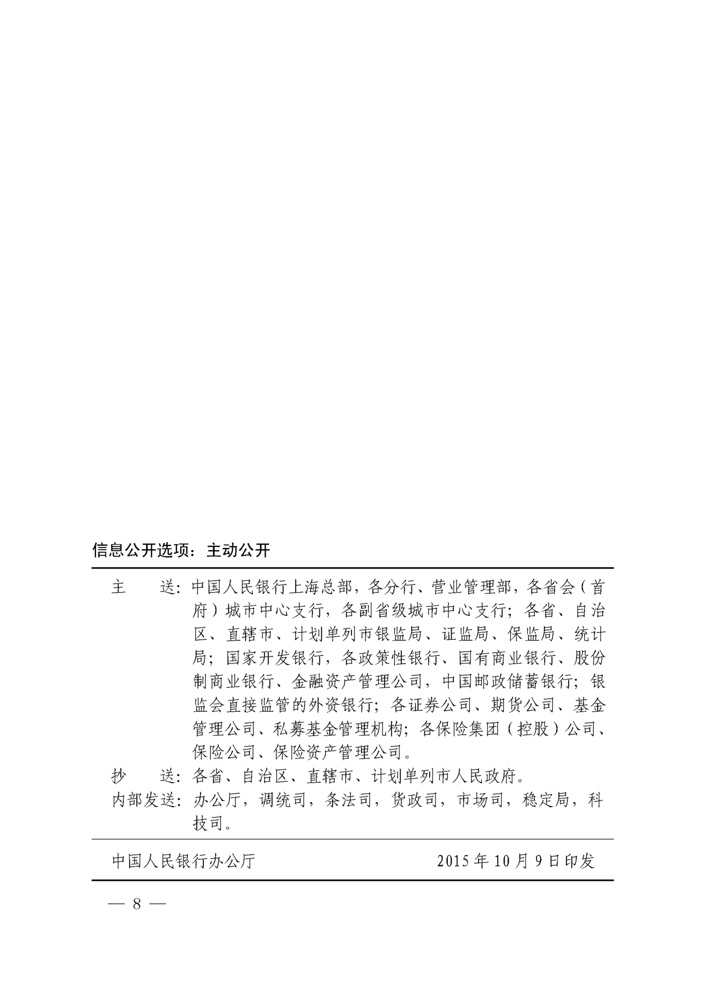 信息公开选项：主动公开
主　　送：中国人民银行上海总部，各分行、营业管理部，各省会（首
府）城市中心支行，各副省级城市中心支行；各省、自治
区、直辖市、计划单列市银监局、证监局、保监局、统计
局；国家开发银行，各政策性银行、国有商业银行、股份
制商业银行、金融资产管理公司，中国邮政储蓄银行；银
监会直接监管的外资银行；各证券公司、期货公司、基金
管理公司、私募基金管理机构；各保险集团（控股）公司、
保险公司、保险资产管理公司。
抄　　送：各省、自治区、直辖市、计划单列市人民政府。
内部发送：办公厅，调统司，条法司，货政司，市场司，稳定局，科
技司。
中国人民银行办公厅　2015年10月9日印发
— 8 —